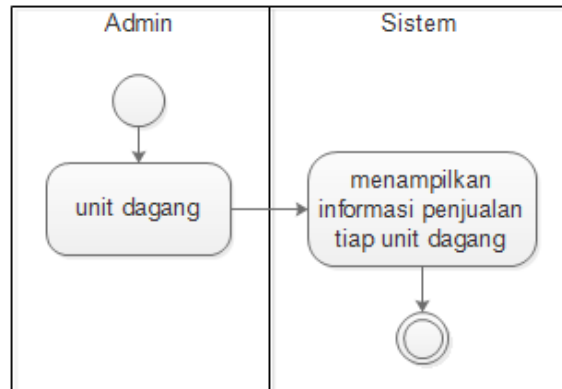 Admin
Sistem
unit dagang
menampilkan
informasi penjualan
tiap unit dagang